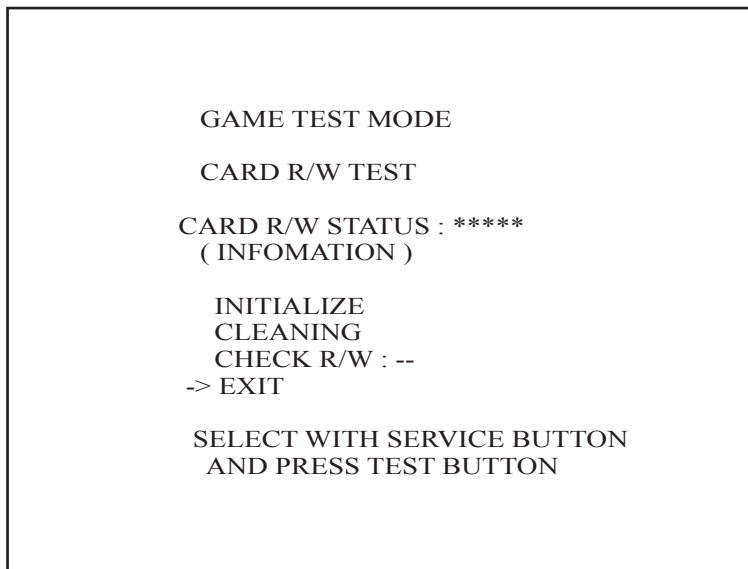 GAME TEST MODE
CARD R/W TEST
CARD R/W STATUS : *****
( INFOMATION )
INITIALIZE
CLEANING
CHECK R/W : --
-> EXIT
SELECT WITH SERVICE BUTTON
AND PRESS TEST BUTTON